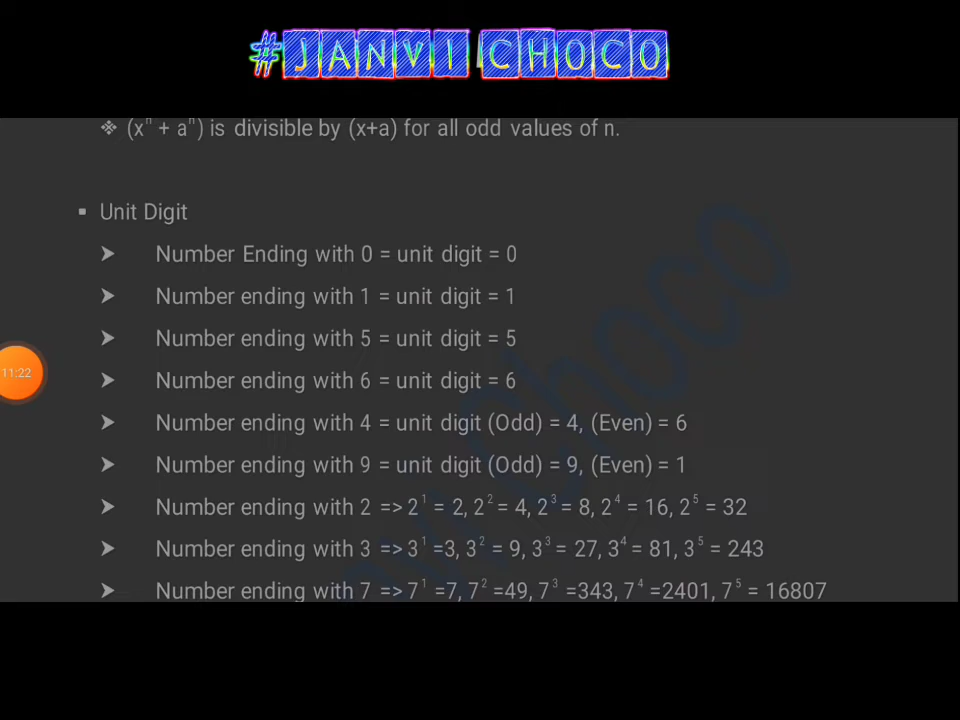 #JANVI CHOCO
❖ (xⁿ + aⁿ) is divisible by (x+a) for all odd values of n.
▪ Unit Digit
➤ Number Ending with 0 = unit digit = 0
➤ Number ending with 1 = unit digit = 1
➤ Number ending with 5 = unit digit = 5
11:22
➤ Number ending with 6 = unit digit = 6
➤ Number ending with 4 = unit digit (Odd) = 4, (Even) = 6
➤ Number ending with 9 = unit digit (Odd) = 9, (Even) = 1
➤ Number ending with 2 => 2¹ = 2, 2² = 4, 2³ = 8, 2⁴ = 16, 2⁵ = 32
➤ Number ending with 3 => 3¹ =3, 3² = 9, 3³ = 27, 3⁴ = 81, 3⁵ = 243
➤ Number ending with 7 => 7¹ =7, 7² =49, 7³ =343, 7⁴ =2401, 7⁵ = 16807